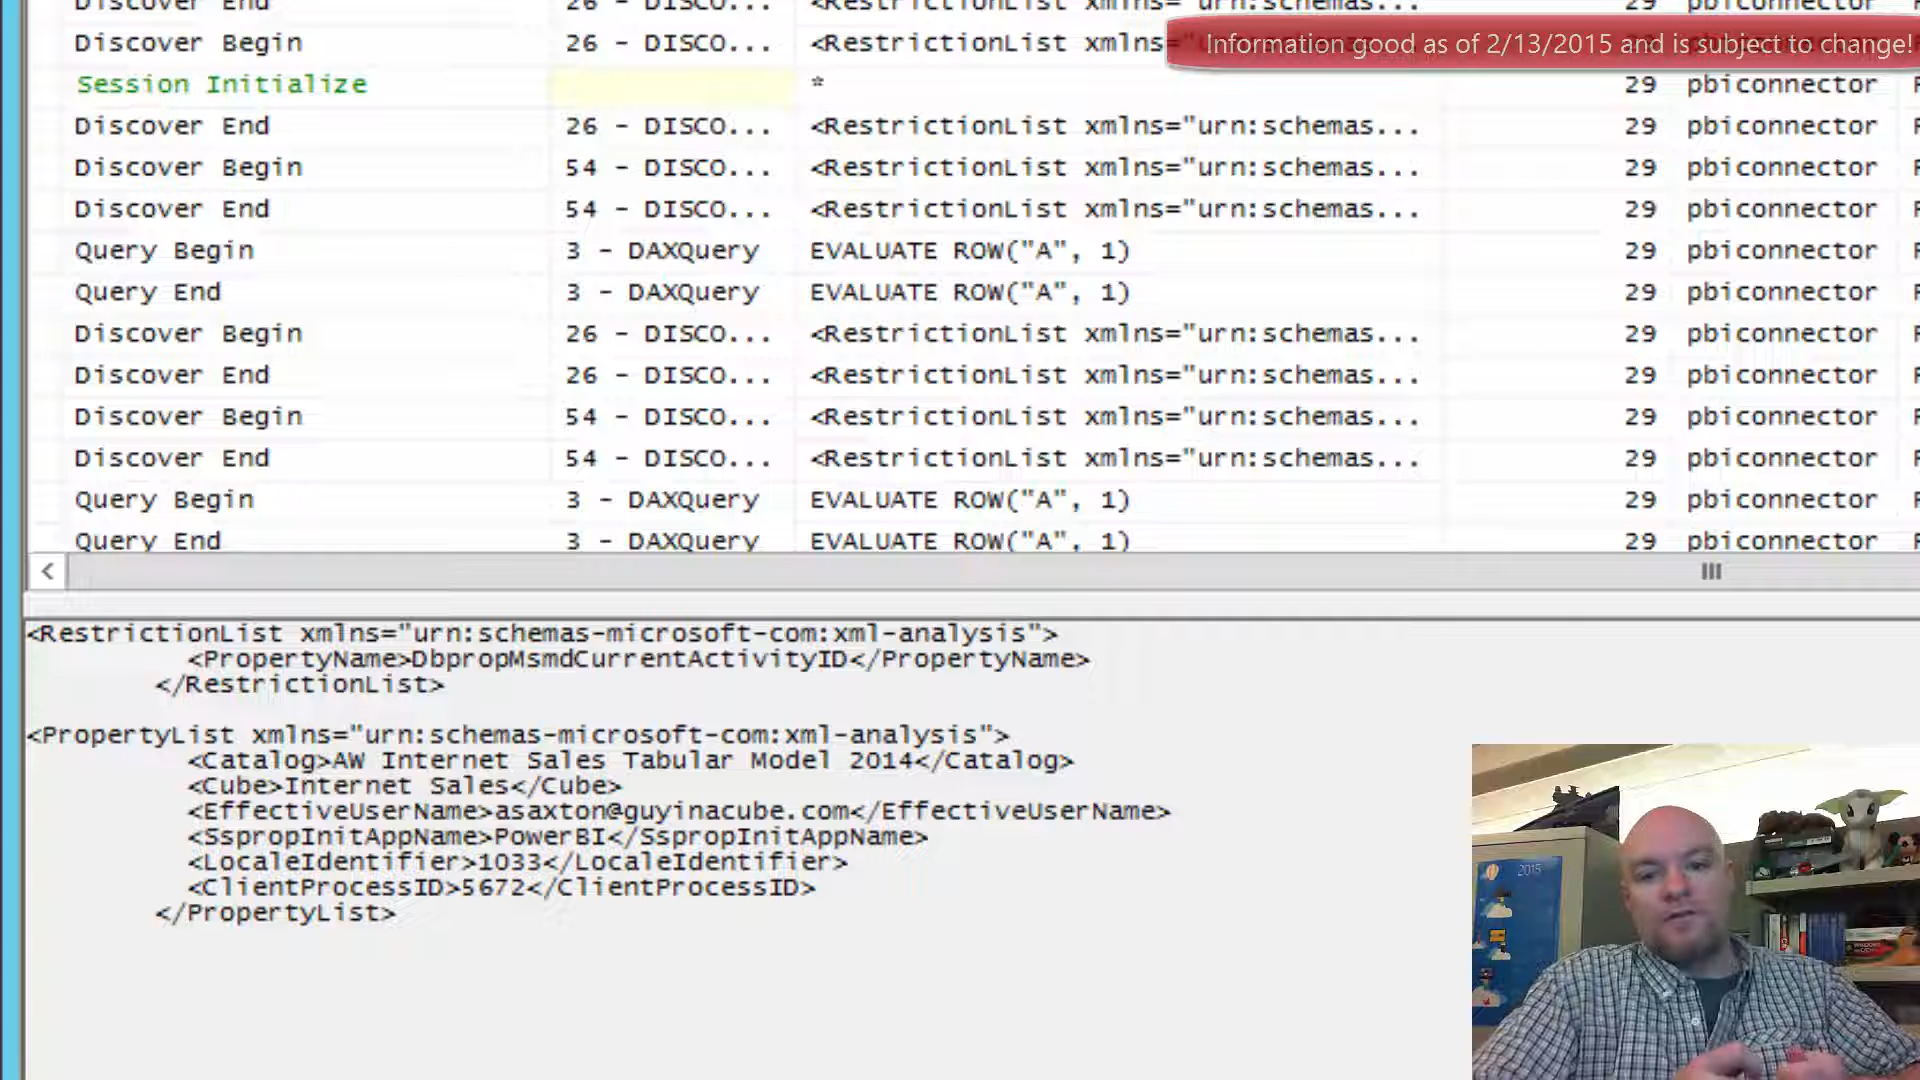 Discover End 26 - DISCO... <RestrictionList xmlns="urn:schemas... 29 pbiconnector
Information good as of 2/13/2015 and is subject to change!
Discover Begin 26 - DISCO... <RestrictionList xmlns=
Session Initialize * 29 pbiconnector
Discover End 26 - DISCO... <RestrictionList xmlns="urn:schemas... 29 pbiconnector
Discover Begin 54 - DISCO... <RestrictionList xmlns="urn:schemas... 29 pbiconnector
Discover End 54 - DISCO... <RestrictionList xmlns="urn:schemas... 29 pbiconnector
Query Begin 3 - DAXQuery EVALUATE ROW("A", 1) 29 pbiconnector
Query End 3 - DAXQuery EVALUATE ROW("A", 1) 29 pbiconnector
Discover Begin 26 - DISCO... <RestrictionList xmlns="urn:schemas... 29 pbiconnector
Discover End 26 - DISCO... <RestrictionList xmlns="urn:schemas... 29 pbiconnector
Discover Begin 54 - DISCO... <RestrictionList xmlns="urn:schemas... 29 pbiconnector
Discover End 54 - DISCO... <RestrictionList xmlns="urn:schemas... 29 pbiconnector
Query Begin 3 - DAXQuery EVALUATE ROW("A", 1) 29 pbiconnector
Query End 3 - DAXQuery EVALUATE ROW("A", 1) 29 pbiconnector
<RestrictionList xmlns="urn:schemas-microsoft-com:xml-analysis">
<PropertyName>DbpropMsmdCurrentActivityID</PropertyName>
</RestrictionList>
<PropertyList xmlns="urn:schemas-microsoft-com:xml-analysis">
<Catalog>AW Internet Sales Tabular Model 2014</Catalog>
<Cube>Internet Sales</Cube>
<EffectiveUserName>asaxton@guyinacube.com</EffectiveUserName>
<SspropInitAppName>PowerBI</SspropInitAppName>
<LocaleIdentifier>1033</LocaleIdentifier>
<ClientProcessID>5672</ClientProcessID>
</PropertyList>
2015